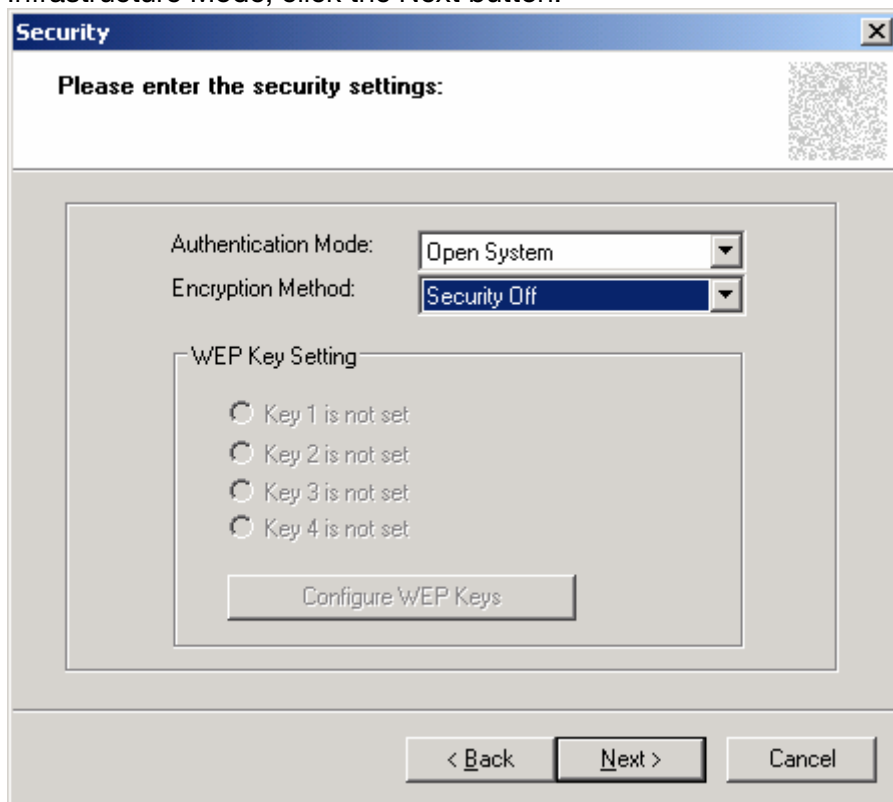 Infrastructure Mode, click the Next button.
Security
Please enter the security settings:
Authentication Mode: Open System
Encryption Method: Security Off
WEP Key Setting
Key 1 is not set
Key 2 is not set
Key 3 is not set
Key 4 is not set
Configure WEP Keys
< Back Next > Cancel